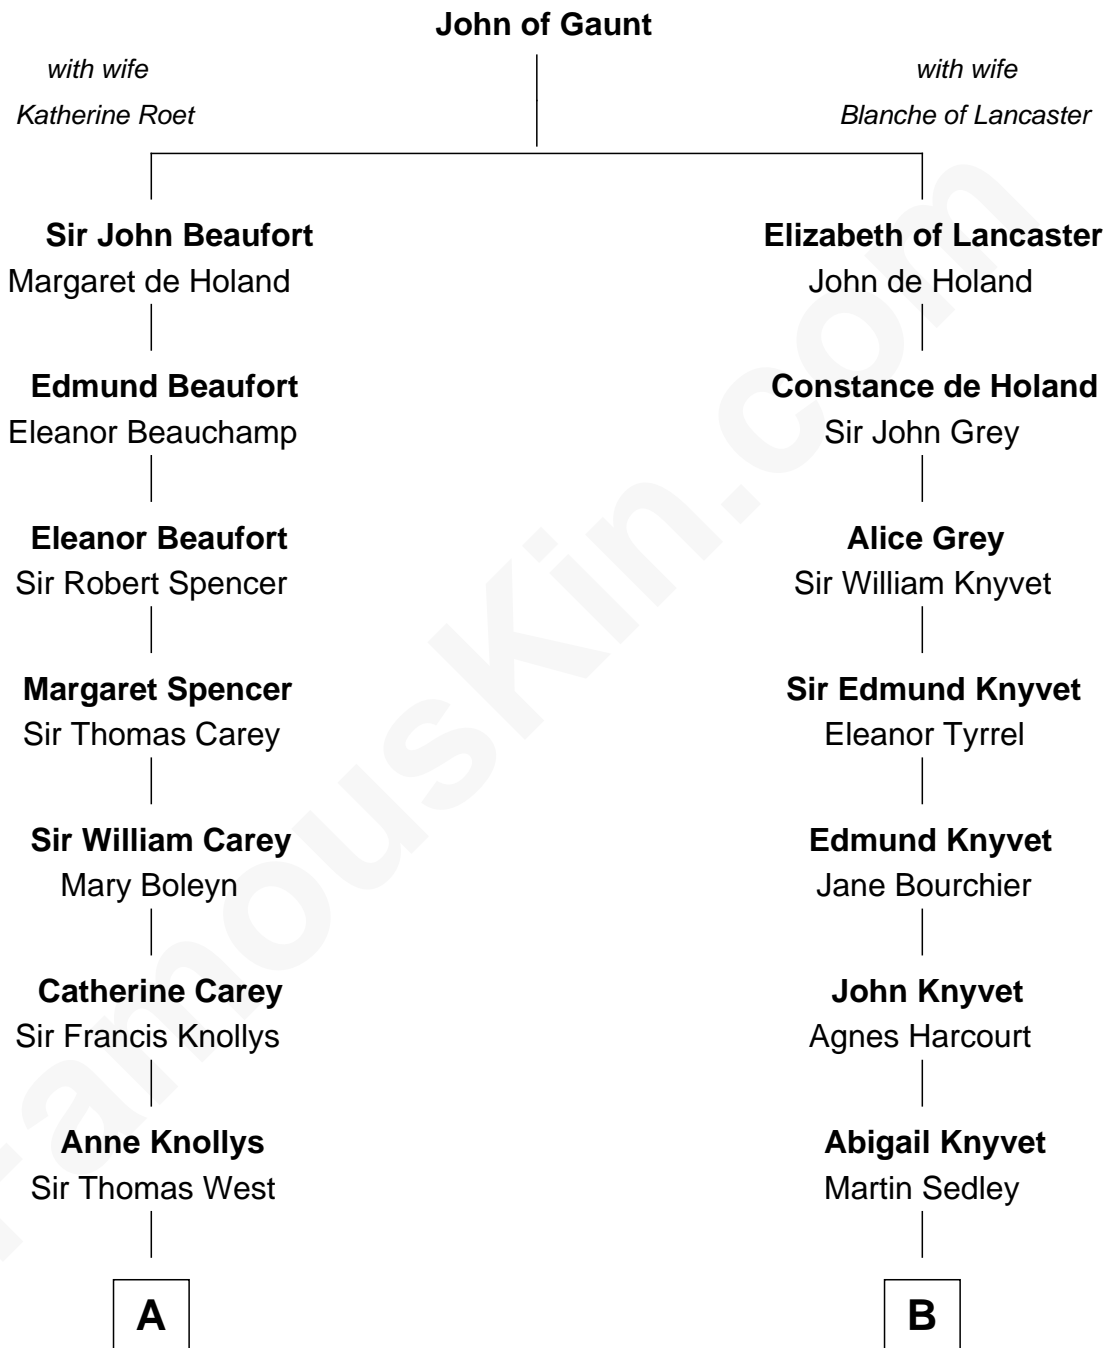 John of Gaunt
with wife
Katherine Roet
with wife
Blanche of Lancaster
Sir John Beaufort
Margaret de Holand
Elizabeth of Lancaster
John de Holand
Edmund Beaufort
Eleanor Beauchamp
Constance de Holand
Sir John Grey
Eleanor Beaufort
Sir Robert Spencer
Alice Grey
Sir William Knyvet
Margaret Spencer
Sir Thomas Carey
Sir Edmund Knyvet
Eleanor Tyrrel
Sir William Carey
Mary Boleyn
Edmund Knyvet
Jane Bourchier
Catherine Carey
Sir Francis Knollys
John Knyvet
Agnes Harcourt
Anne Knollys
Sir Thomas West
Abigail Knyvet
Martin Sedley
A
B
FamousKin.com